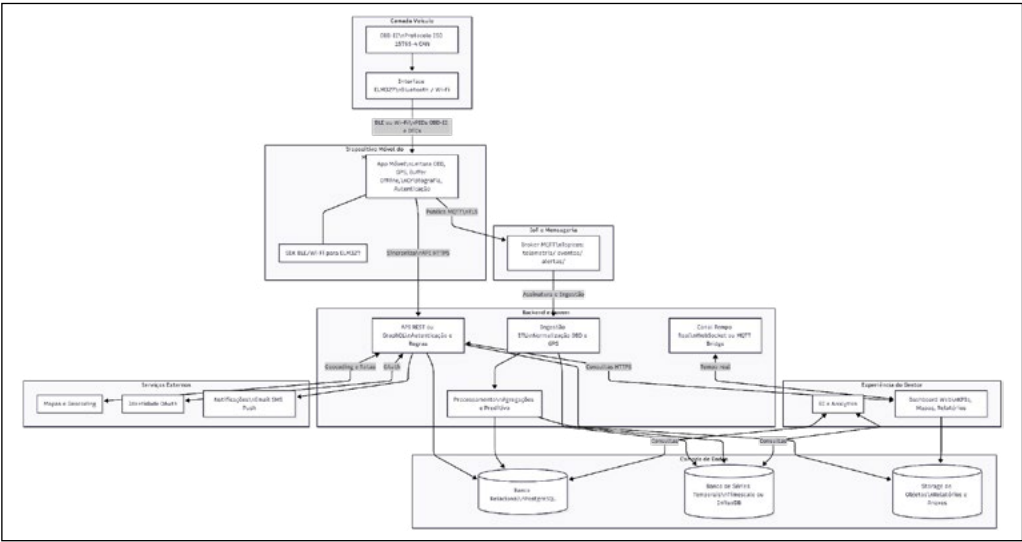 Camada Veículo
OBD-II\nProtocolo ISO
15765-4 CAN
Interface
ELM327\nBluetooth / Wi-Fi
BLE ou Wi-Fi\nPIDs OBD-II
e DTCs
Dispositivo Móvel do
App Móvel\nLeitura OBD,
GPS, Buffer
Offline,\nCriptografia,
Autenticação
Publica MQTT\nTLS
SDK BLE/Wi-Fi para ELM327
Sincroniza\nAPI HTTPS
IoT e Mensageria
Broker MQTT\nTópicos:
telemetria/ eventos/
alertas/
Assinatura e Ingestão
Backend
API REST ou
GraphQL\nAutenticação e
Regras
Ingestão
ETL\nNormalização OBD e
GPS
Canal Tempo
Real\nWebSocket ou MQTT
Bridge
Geocoding e Rotas
OAuth
Consultas HTTPS
Tempo real
Serviços Externos
Mapas e Geocoding
Identidade OAuth
Notificações\nEmail SMS
Push
Processamento\nAgregações
e Preditivo
Experiência do Gestor
BI e Analytics
Dashboard Web\nKPIs,
Mapas, Relatórios
Consultas
Consultas
Camada de Dados
Banco
Relacional\nPostgreSQL
Banco de Séries
Temporais\nTimescale ou
InfluxDB
Storage de
Objetos\nRelatórios e
Provas